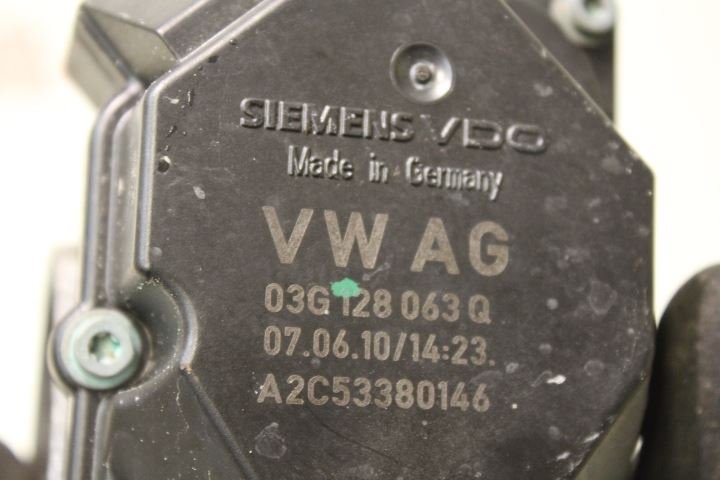 SIEMENS VDO
Made in Germany
VW AG
03G 128 063 Q
07.06.10/14:23.
A2C53380146